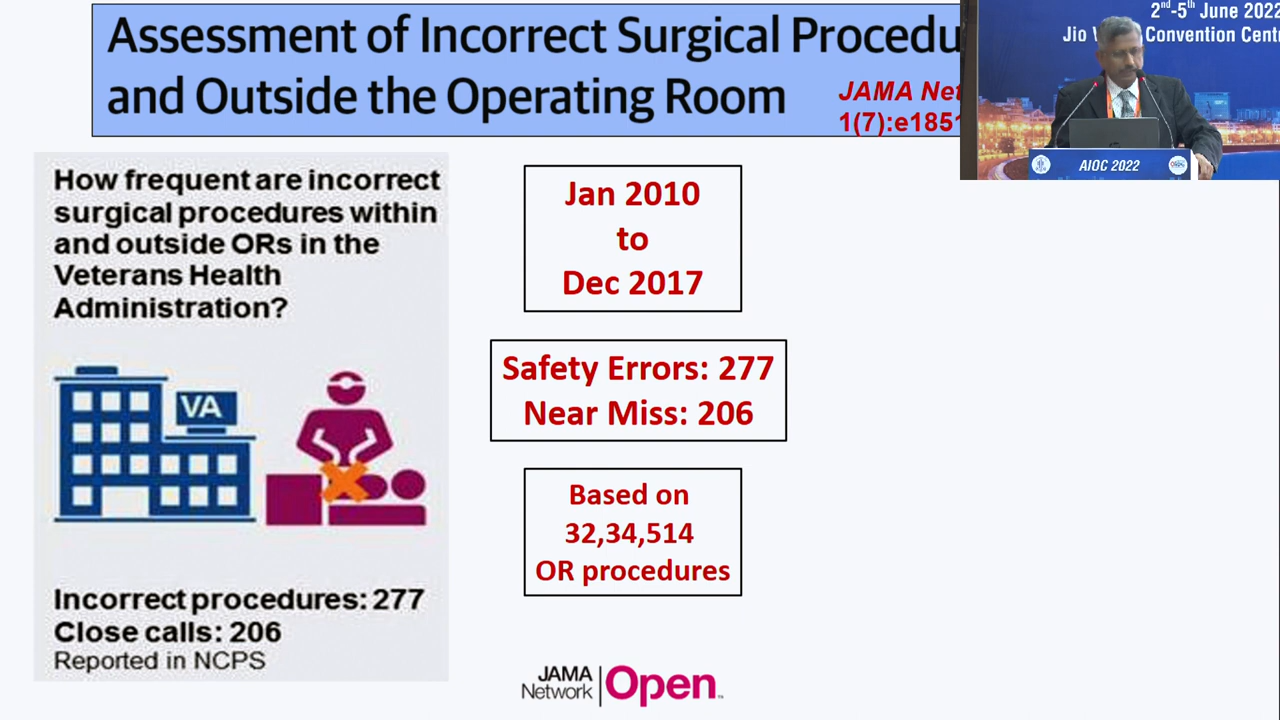 Assessment of Incorrect Surgical Procedu
and Outside the Operating Room
JAMA Net
1(7):e1851
2nd-5th June 2022
Jio Convention Cent
AIOC 2022
How frequent are incorrect
surgical procedures within
and outside ORs in the
Veterans Health
Administration?
VA
Incorrect procedures: 277
Close calls: 206
Reported in NCPS
Jan 2010
to
Dec 2017
Safety Errors: 277
Near Miss: 206
Based on
32,34,514
OR procedures
JAMA
Network
Open